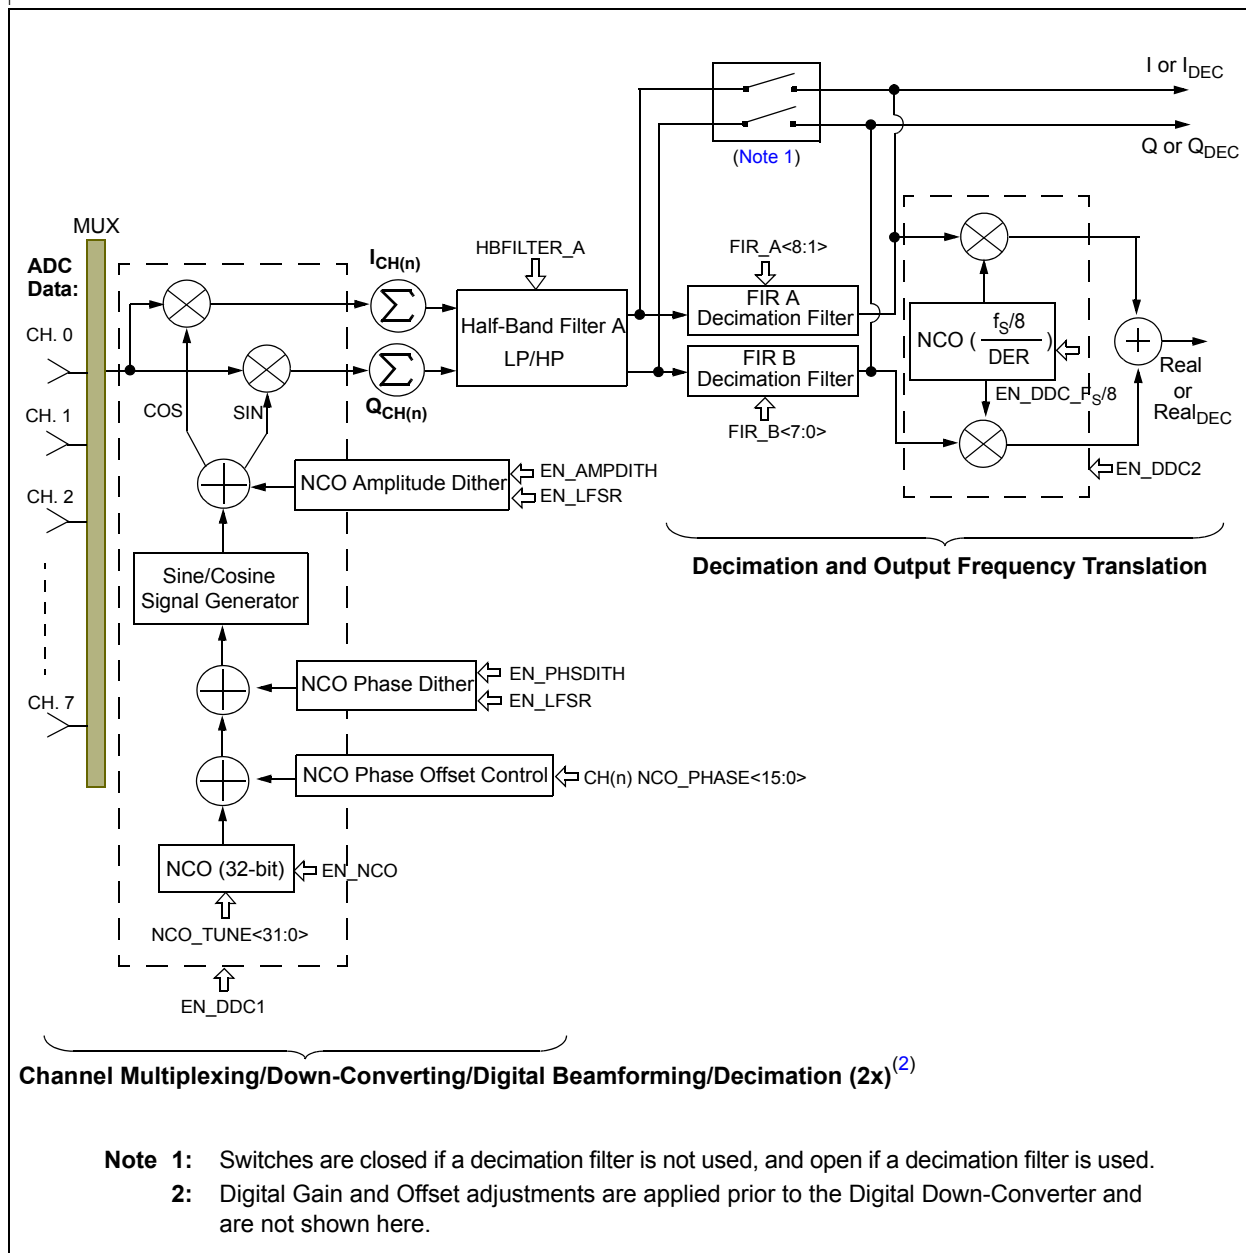 I or I_DEC
Q or Q_DEC
(Note 1)
MUX
ADC
Data:
CH. 0
CH. 1
CH. 2
CH. 7
I_CH(n)
Q_CH(n)
HBFILTER_A
Half-Band Filter A
LP/HP
FIR_A<8:1>
FIR A
Decimation Filter
FIR B
Decimation Filter
FIR_B<7:0>
NCO ( f_S/8 / DER )
EN_DDC_F_S/8
EN_DDC2
Real
or
Real_DEC
COS
SIN
NCO Amplitude Dither
EN_AMPDITH
EN_LFSR
Decimation and Output Frequency Translation
Sine/Cosine
Signal Generator
NCO Phase Dither
EN_PHSDITH
EN_LFSR
NCO Phase Offset Control
CH(n) NCO_PHASE<15:0>
NCO (32-bit)
EN_NCO
NCO_TUNE<31:0>
EN_DDC1
Channel Multiplexing/Down-Converting/Digital Beamforming/Decimation (2x)(2)
Note 1: Switches are closed if a decimation filter is not used, and open if a decimation filter is used.
2: Digital Gain and Offset adjustments are applied prior to the Digital Down-Converter and
are not shown here.